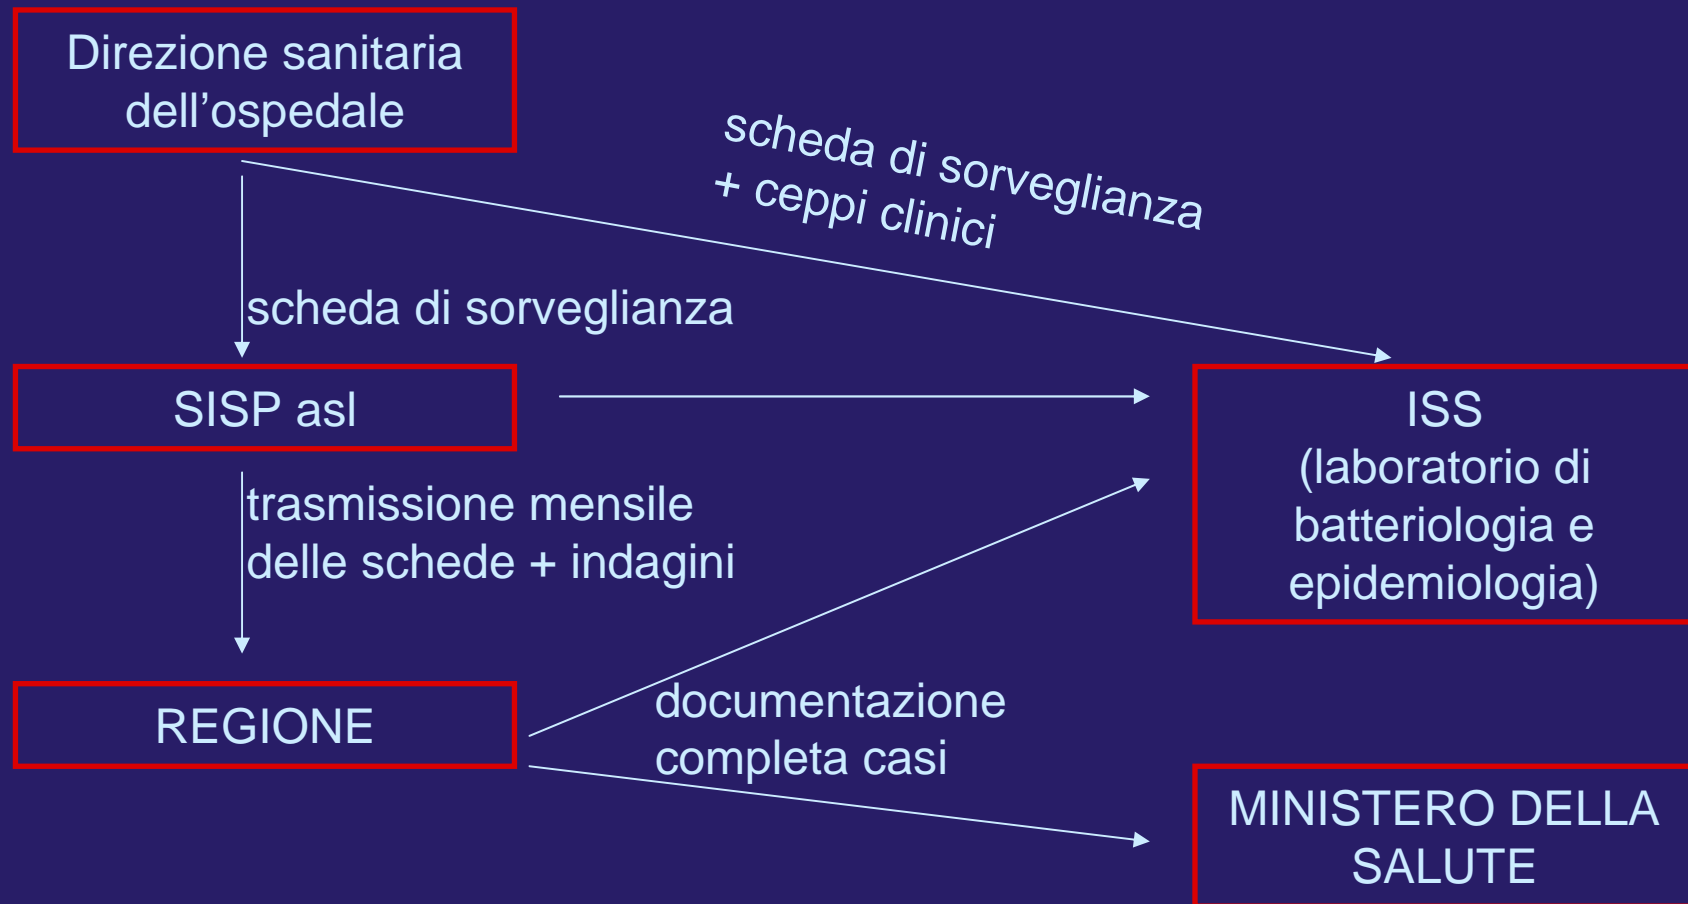 Direzione sanitaria
dell’ospedale
scheda di sorveglianza
+ ceppi clinici
scheda di sorveglianza
SISP asl
ISS
(laboratorio di
batteriologia e
epidemiologia)
trasmissione mensile
delle schede + indagini
REGIONE
documentazione
completa casi
MINISTERO DELLA
SALUTE